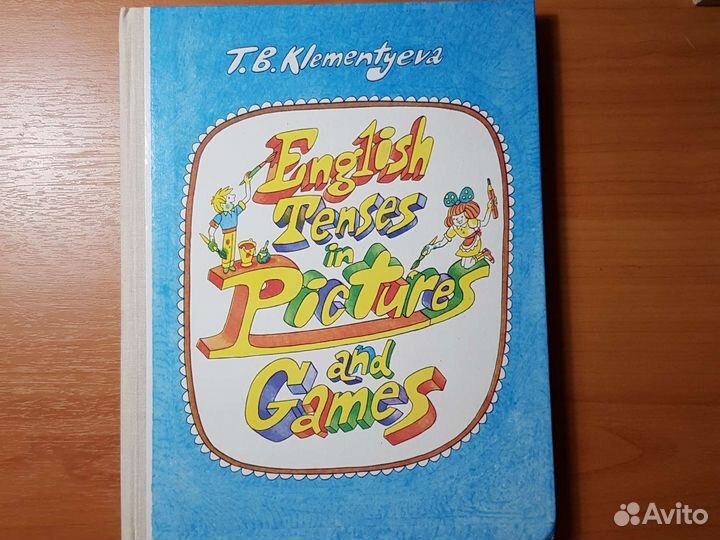 T.B.Klementyeva
English
Tenses
in
Pictures
and
Games
Avito